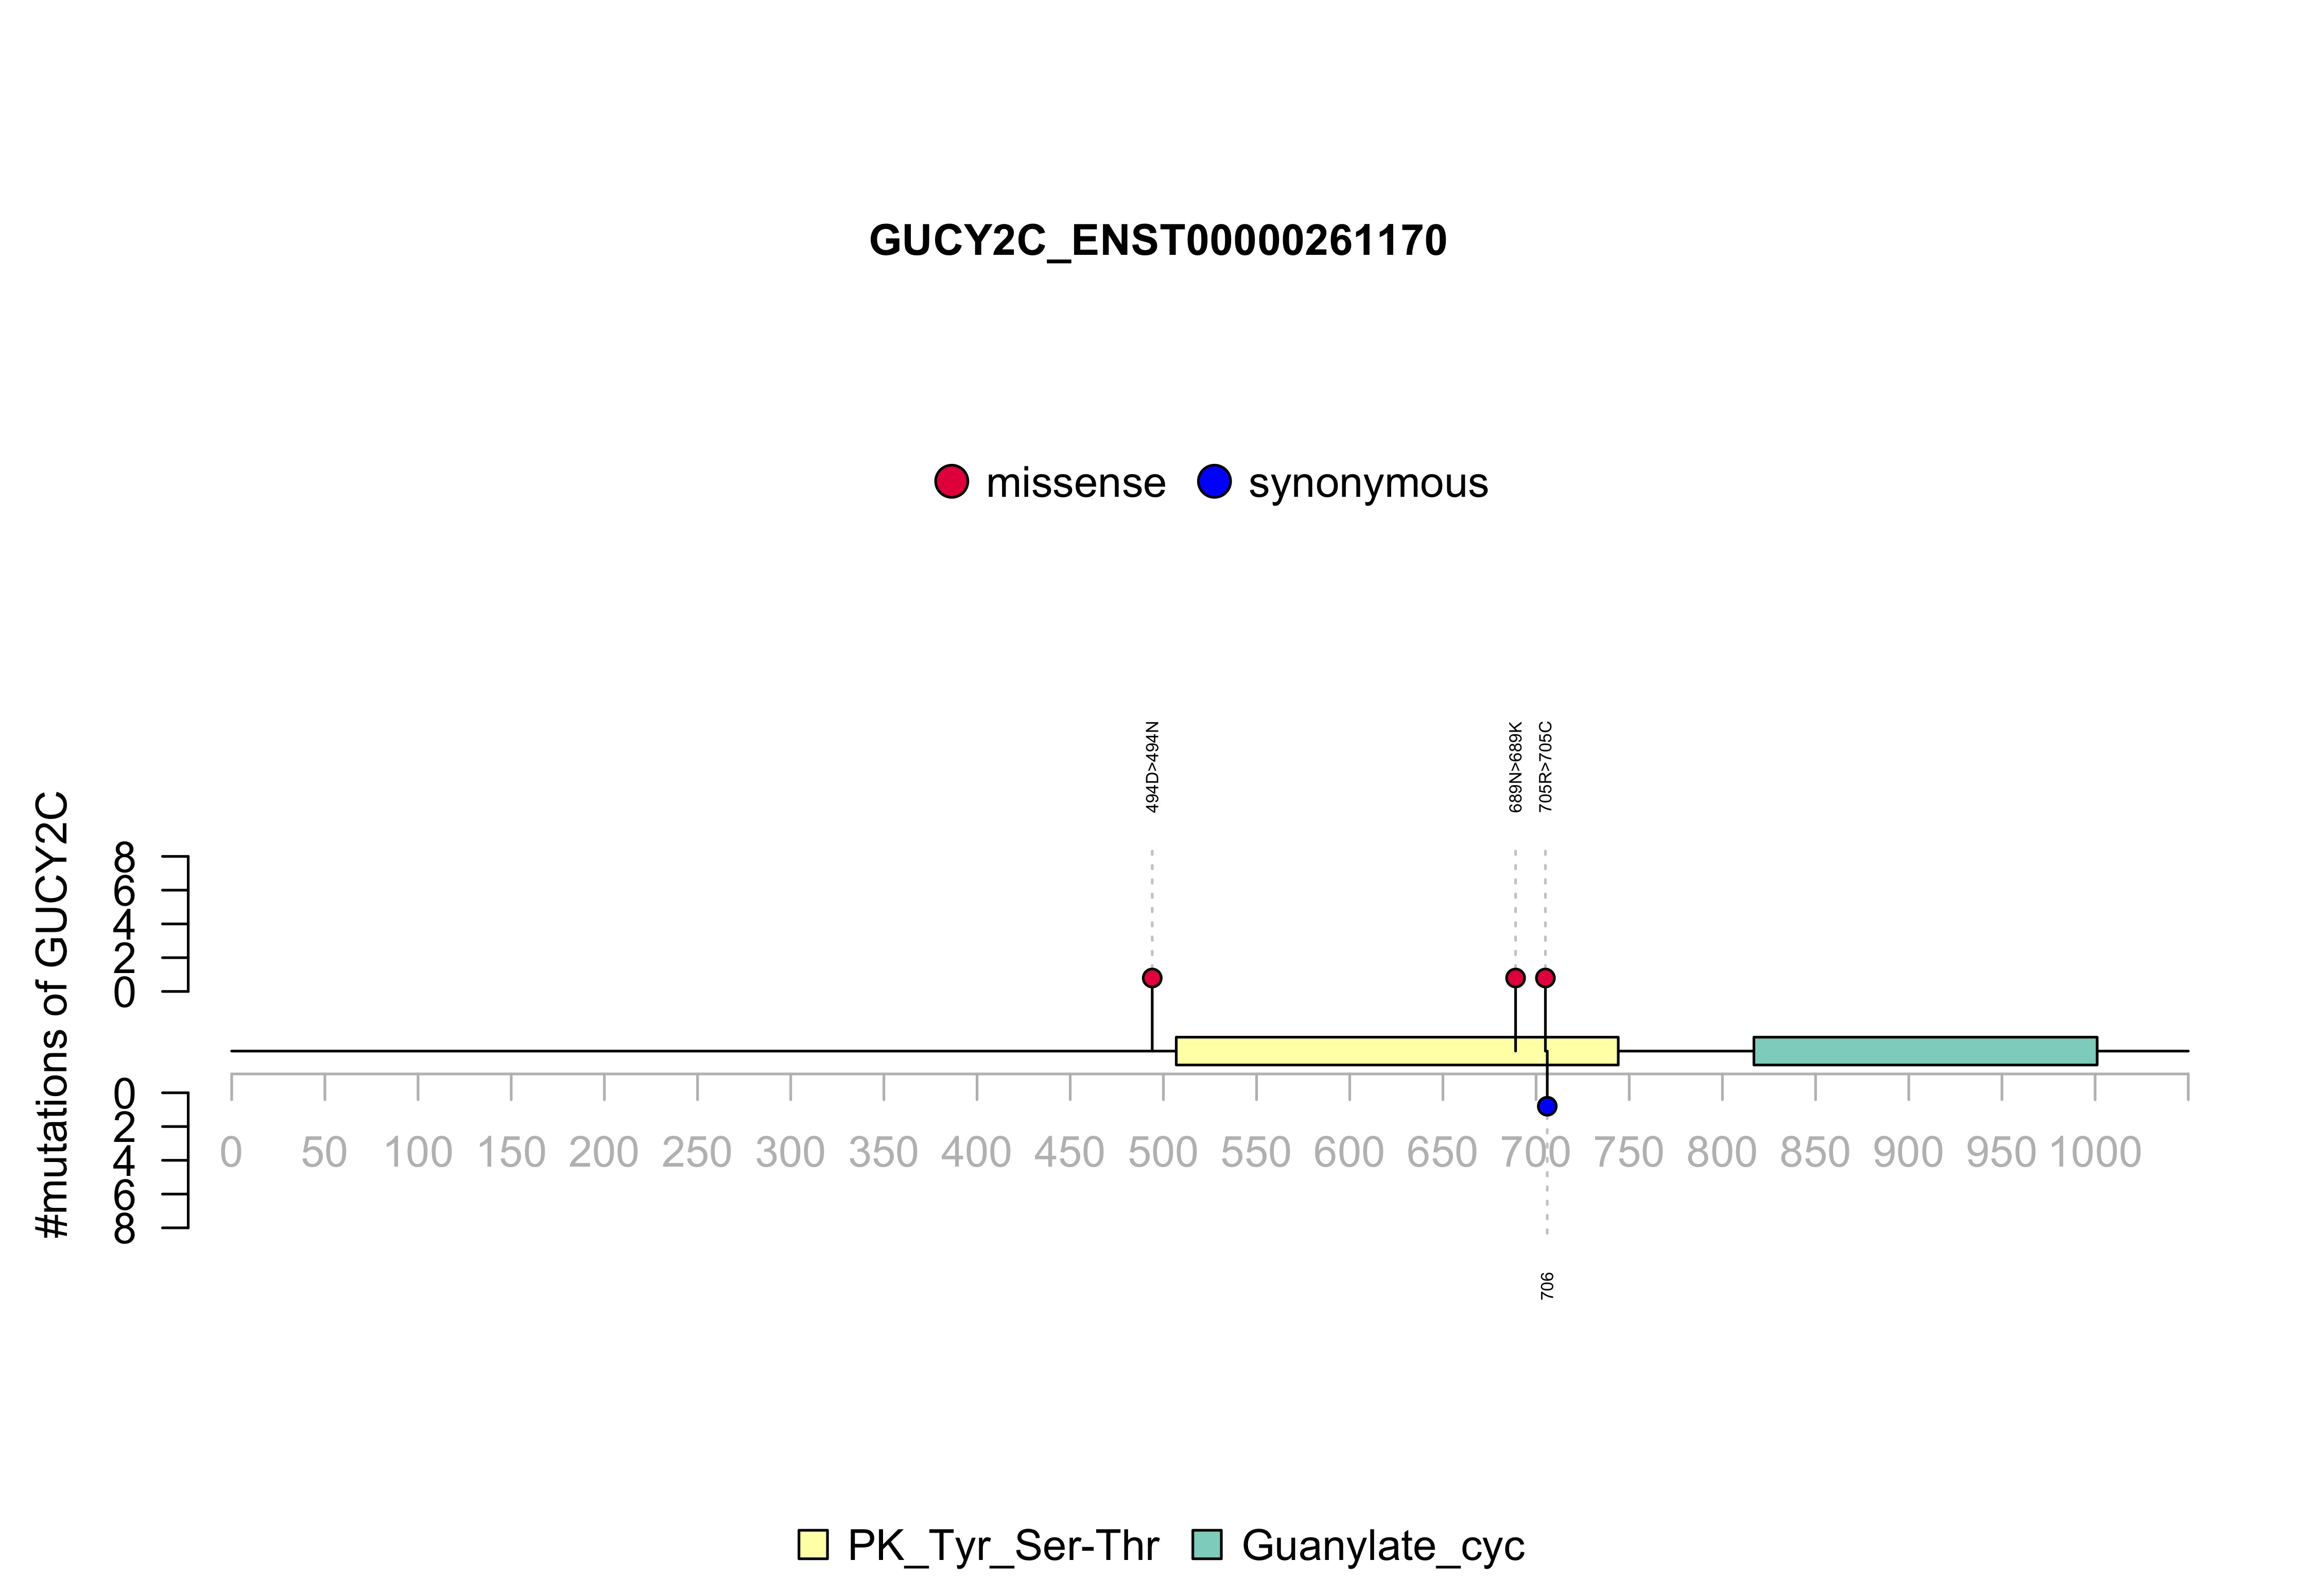 GUCY2C_ENST00000261170
missense synonymous
494D>494N
689N>689K
705R>705C
#mutations of GUCY2C
8
6
4
2
0
0
2
4
6
8
0 50 100 150 200 250 300 350 400 450 500 550 600 650 700 750 800 850 900 950 1000
706
PK_Tyr_Ser-Thr Guanylate_cyc